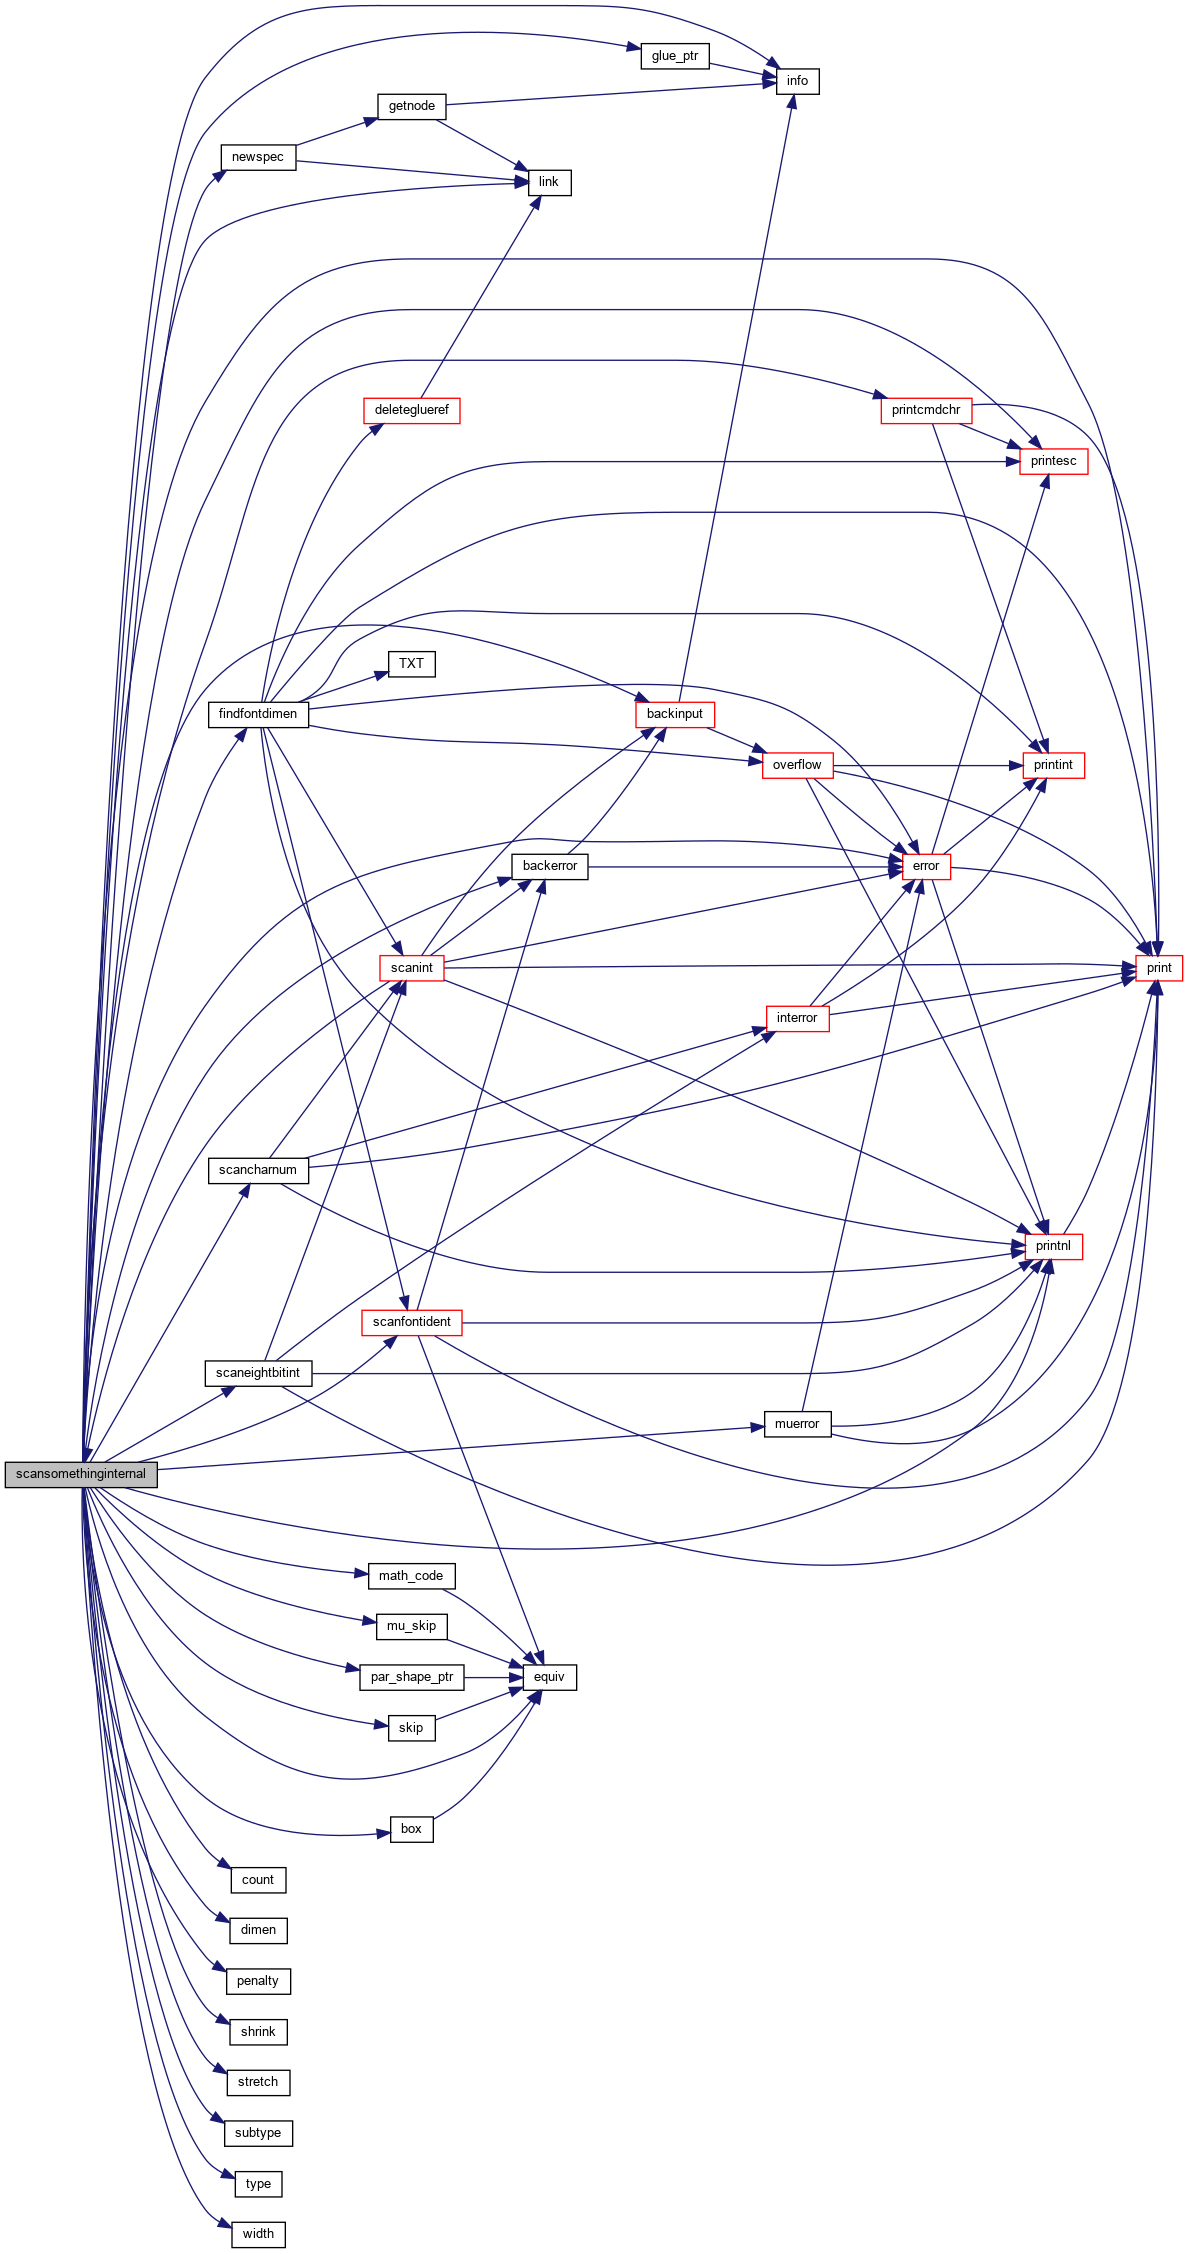 glue_ptr
info
getnode
newspec
link
deleteglueref
printcmdchr
printesc
TXT
findfontdimen
backinput
overflow
printint
backerror
error
scanint
print
interror
scancharnum
printnl
scanfontident
scaneightbitint
muerror
scansomethinginternal
math_code
mu_skip
par_shape_ptr
equiv
skip
box
count
dimen
penalty
shrink
stretch
subtype
type
width